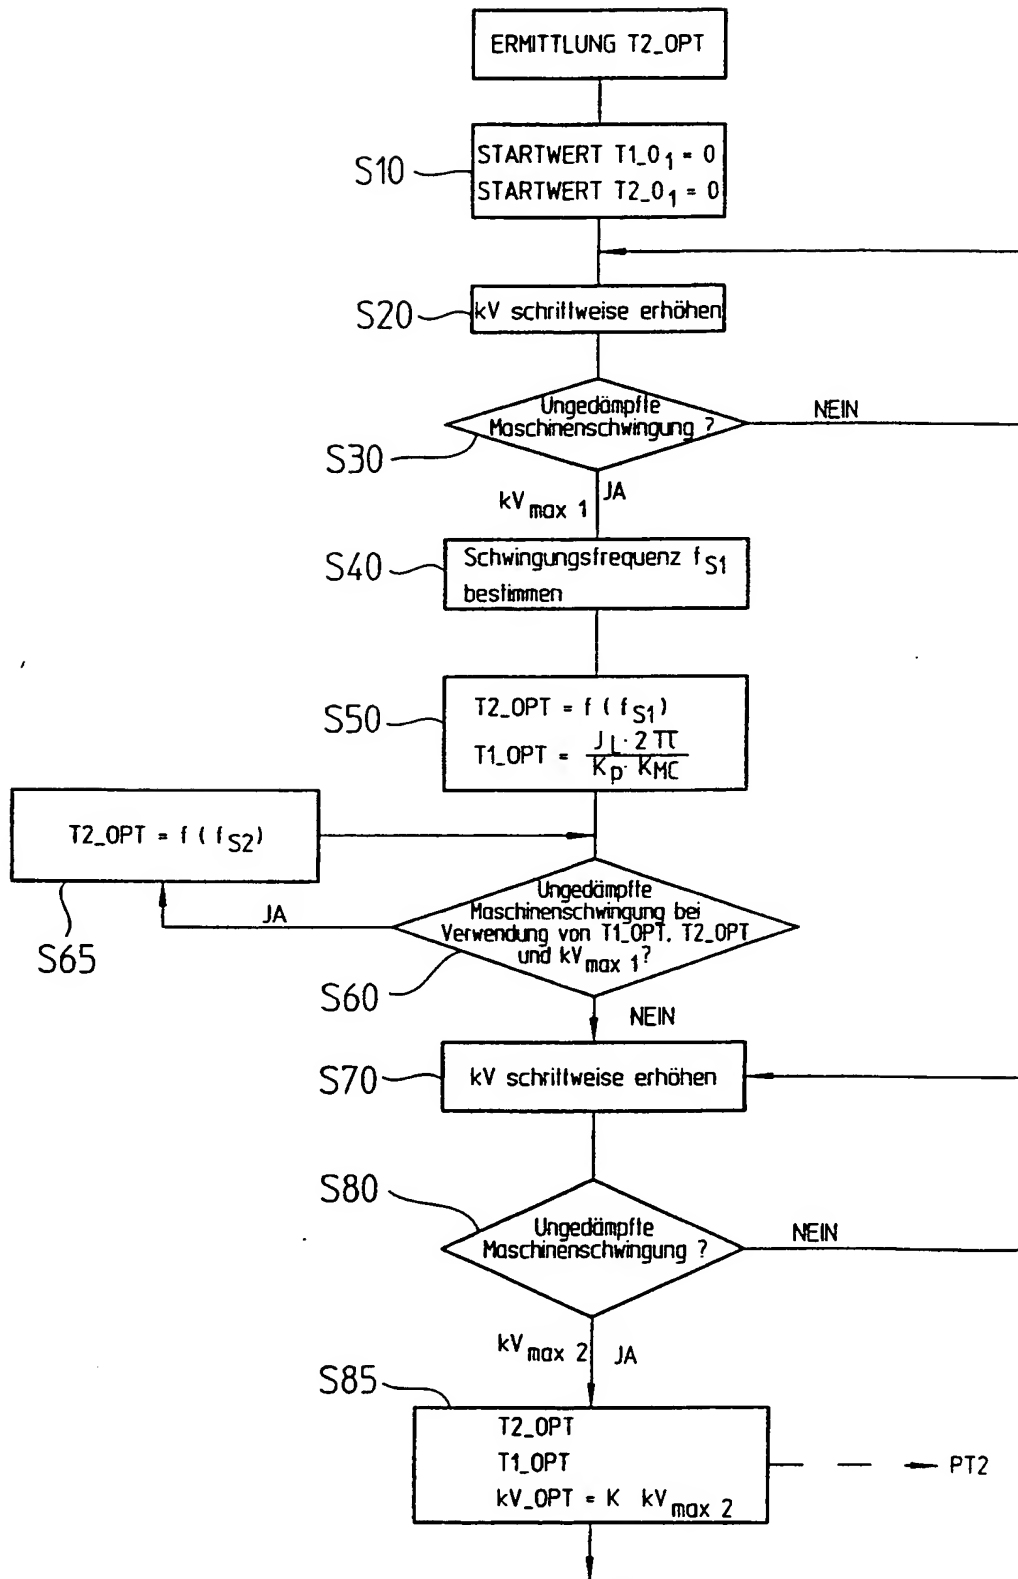 ERMITTLUNG T2_OPT
S10
STARTWERT T1_0₁ = 0
STARTWERT T2_0₁ = 0
S20
kV schrittweise erhöhen
Ungedämpfte
Maschinenschwingung ?
NEIN
S30
kV max 1
JA
S40
Schwingungsfrequenz f S1
bestimmen
S50
T2_OPT = f ( f S1 )
T1_OPT = J L · 2 π / K p · K MC
T2_OPT = f ( f S2 )
S65
JA
Ungedämpfte
Maschinenschwingung bei
Verwendung von T1_OPT, T2_OPT
und kV max 1 ?
S60
NEIN
S70
kV schrittweise erhöhen
S80
Ungedämpfte
Maschinenschwingung ?
NEIN
kV max 2
JA
S85
T2_OPT
T1_OPT
kV_OPT = K kV max 2
PT2